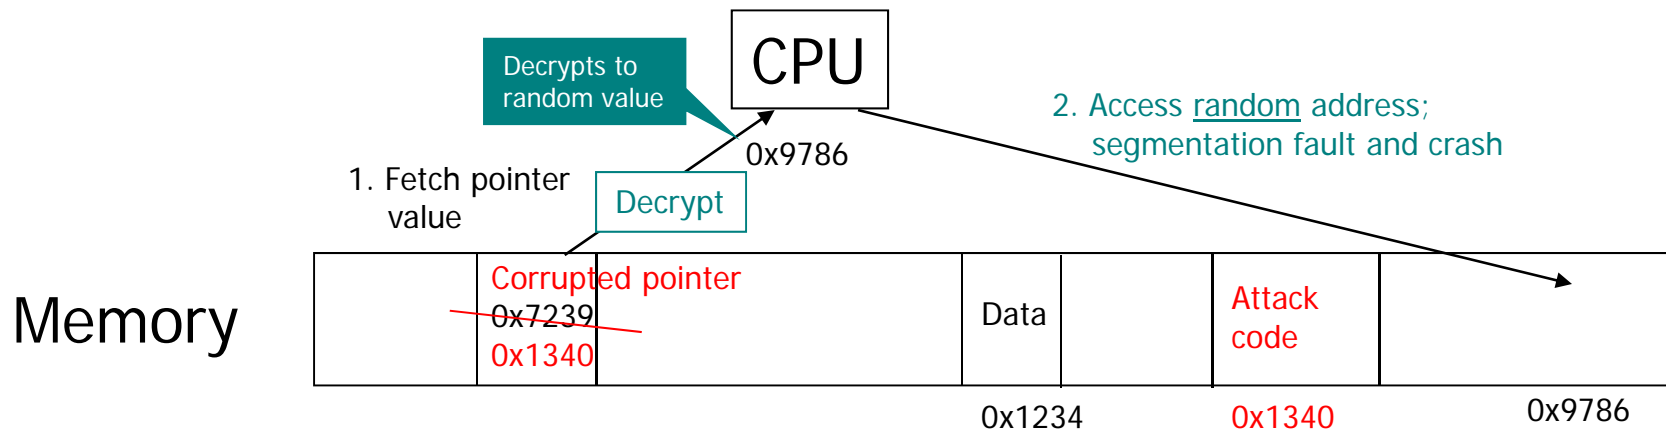 CPU
Decrypts to
random value
2. Access random address;
segmentation fault and crash
0x9786
1. Fetch pointer
value
Decrypt
Memory
Corrupted pointer
0x7239
0x1340
Data
Attack
code
0x1234
0x1340
0x9786